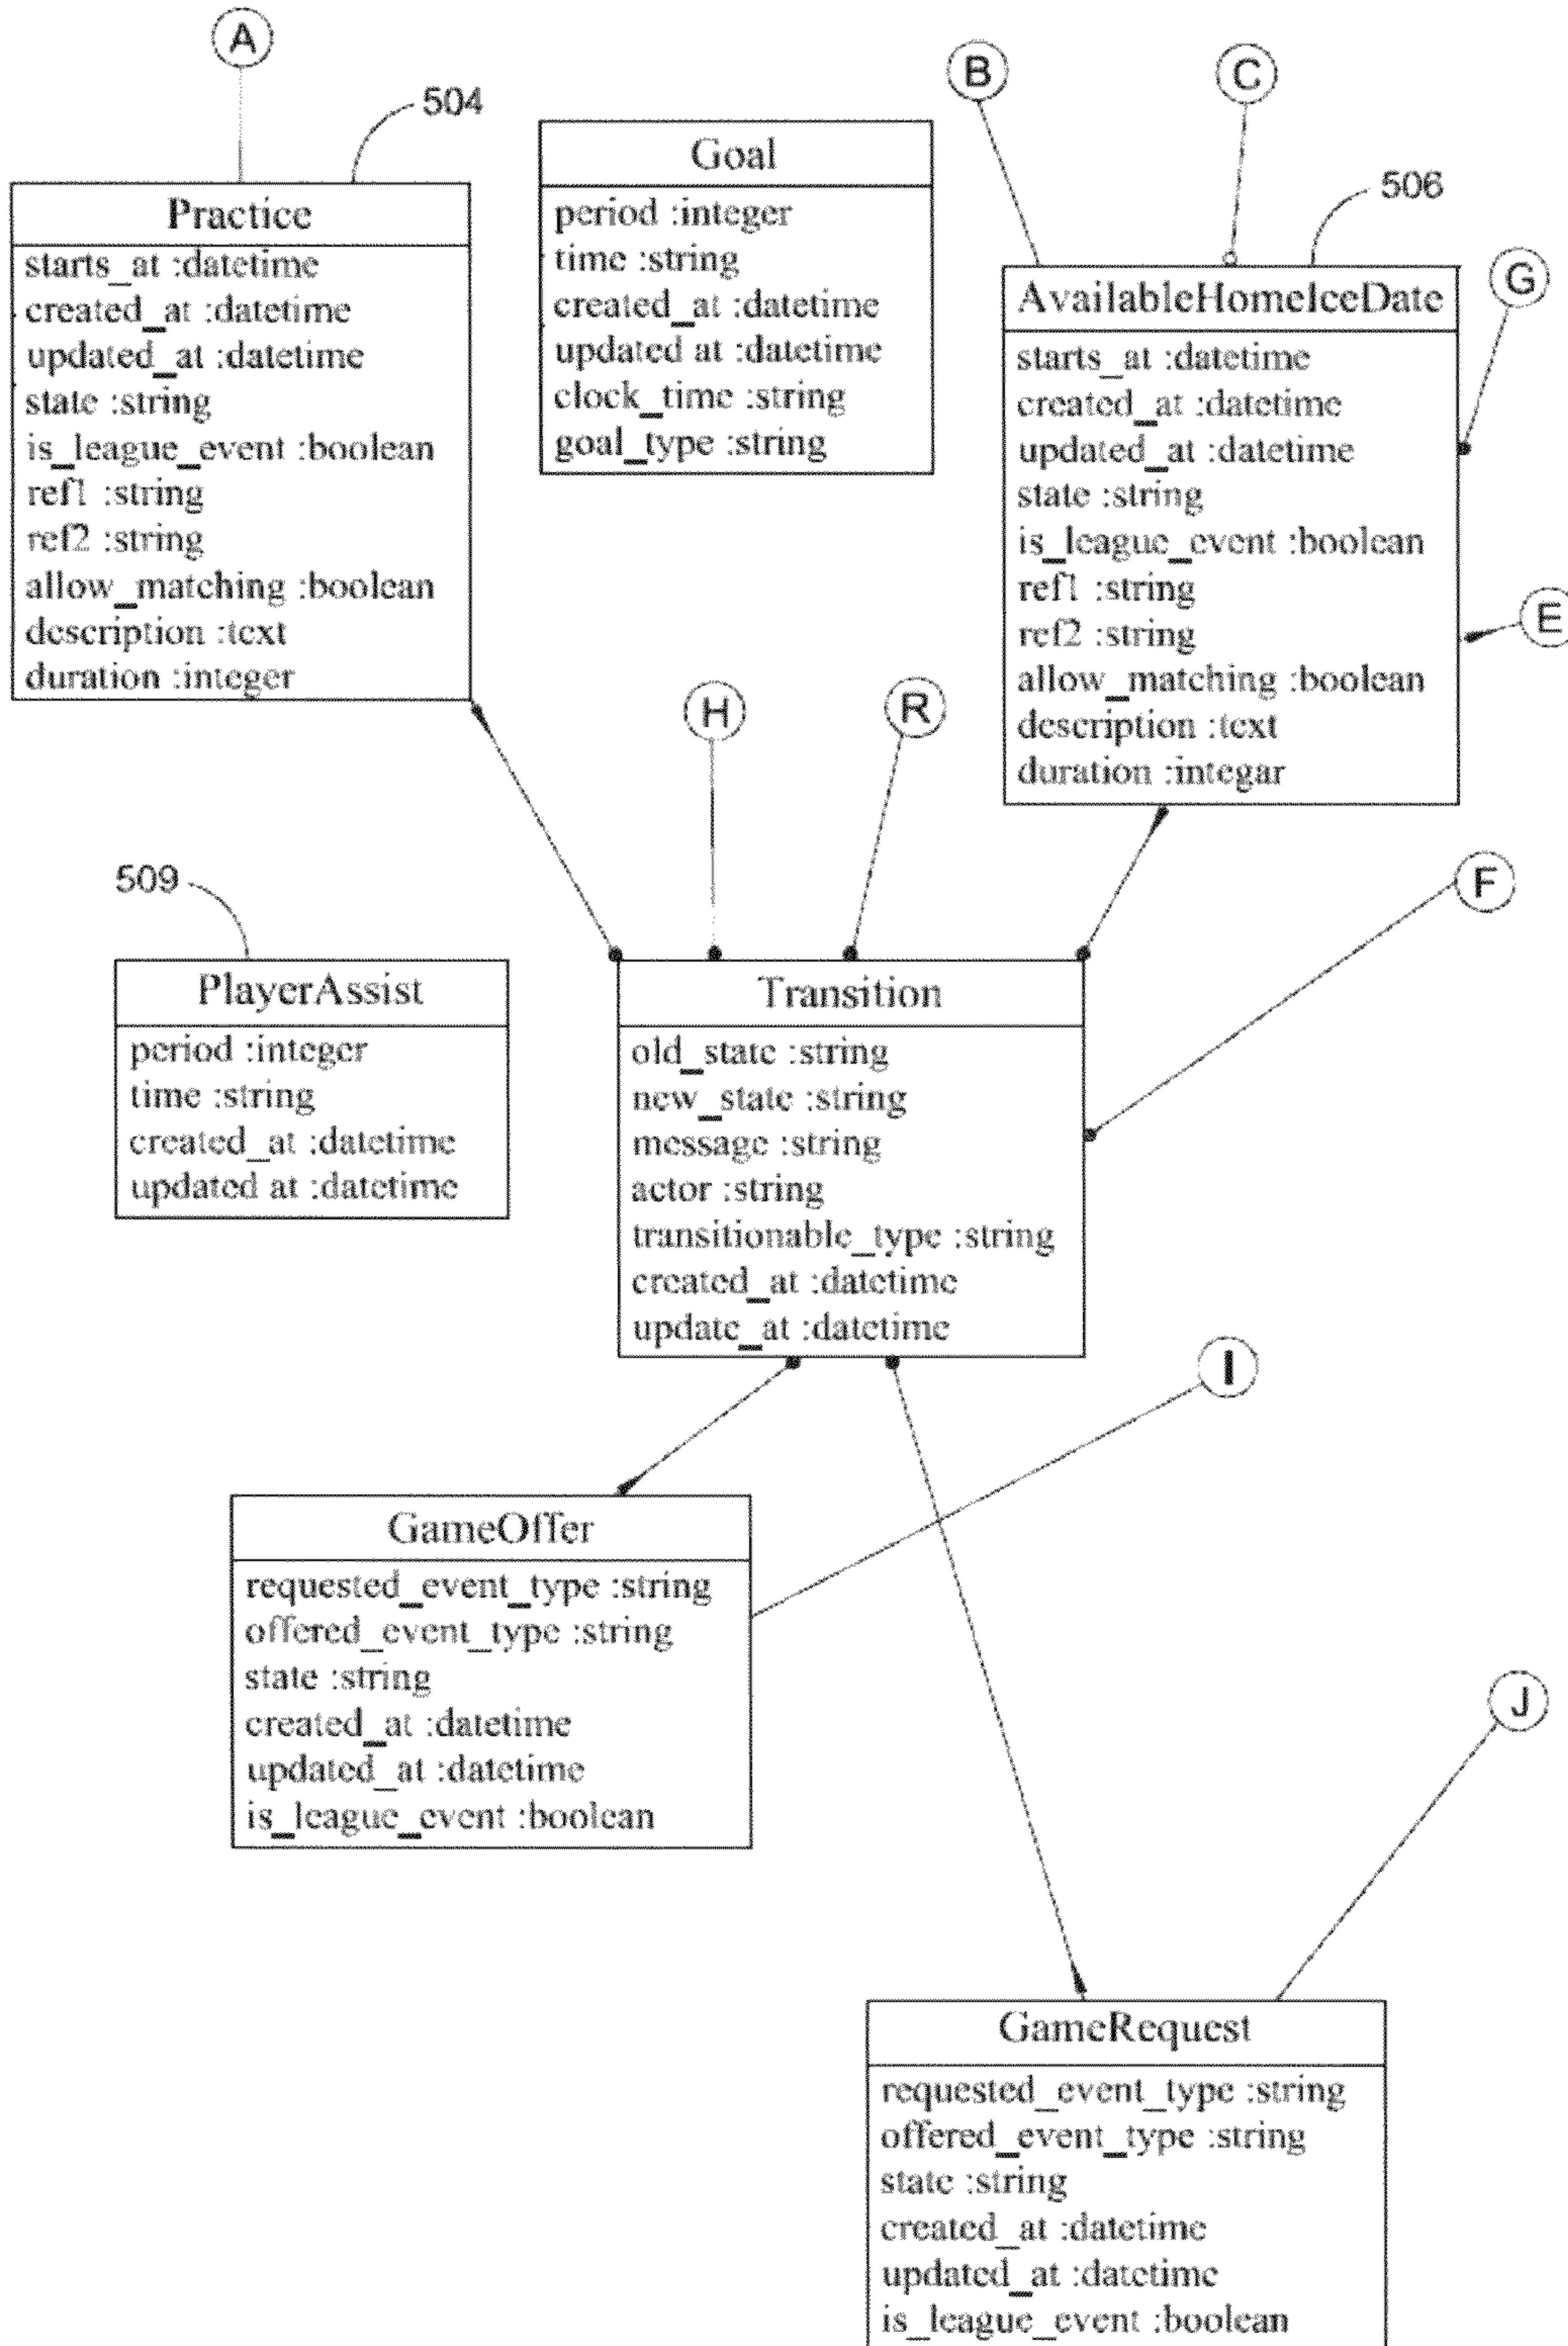 A
504
B
C
Practice
starts_at :datetime
created_at :datetime
updated_at :datetime
state :string
is_league_event :boolean
ref1 :string
ref2 :string
allow_matching :boolean
description :text
duration :integer
Goal
period :integer
time :string
created_at :datetime
updated at :datetime
clock_time :string
goal_type :string
506
G
AvailableHomeIceDate
starts_at :datetime
created_at :datetime
updated_at :datetime
state :string
is_league_event :boolean
ref1 :string
ref2 :string
allow_matching :boolean
description :text
duration :integar
E
H
R
F
509
PlayerAssist
period :integer
time :string
created_at :datetime
updated at :datetime
Transition
old_state :string
new_state :string
message :string
actor :string
transitionable_type :string
created_at :datetime
update_at :datetime
I
GameOffer
requested_event_type :string
offered_event_type :string
state :string
created_at :datetime
updated_at :datetime
is_league_event :boolean
J
GameRequest
requested_event_type :string
offered_event_type :string
state :string
created_at :datetime
updated_at :datetime
is_league_event :boolean